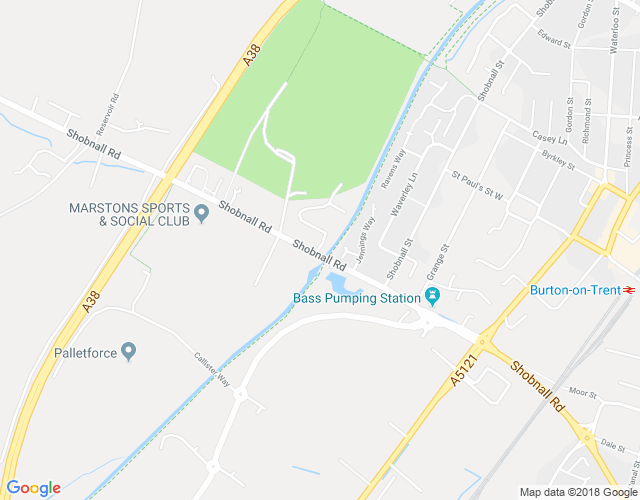 Waterloo St
Gordon St
Edward St
Shobnall St
A38
Reservoir Rd
Gordon St
Richmond St
Princess St
Casey Ln
Byrkley St
Shobnall Rd
Ravens Way
St Paul's St W
Waverley Ln
MARSTONS SPORTS
& SOCIAL CLUB
Shobnall Rd
Jennings Way
Shobnall Rd
Shobnall St
Grange St
A38
Bass Pumping Station
Burton-on-Trent
Palletforce
Callister Way
A5121
Shobnall Rd
Moor St
Dale St
Canal St
Google
Map data ©2018 Google